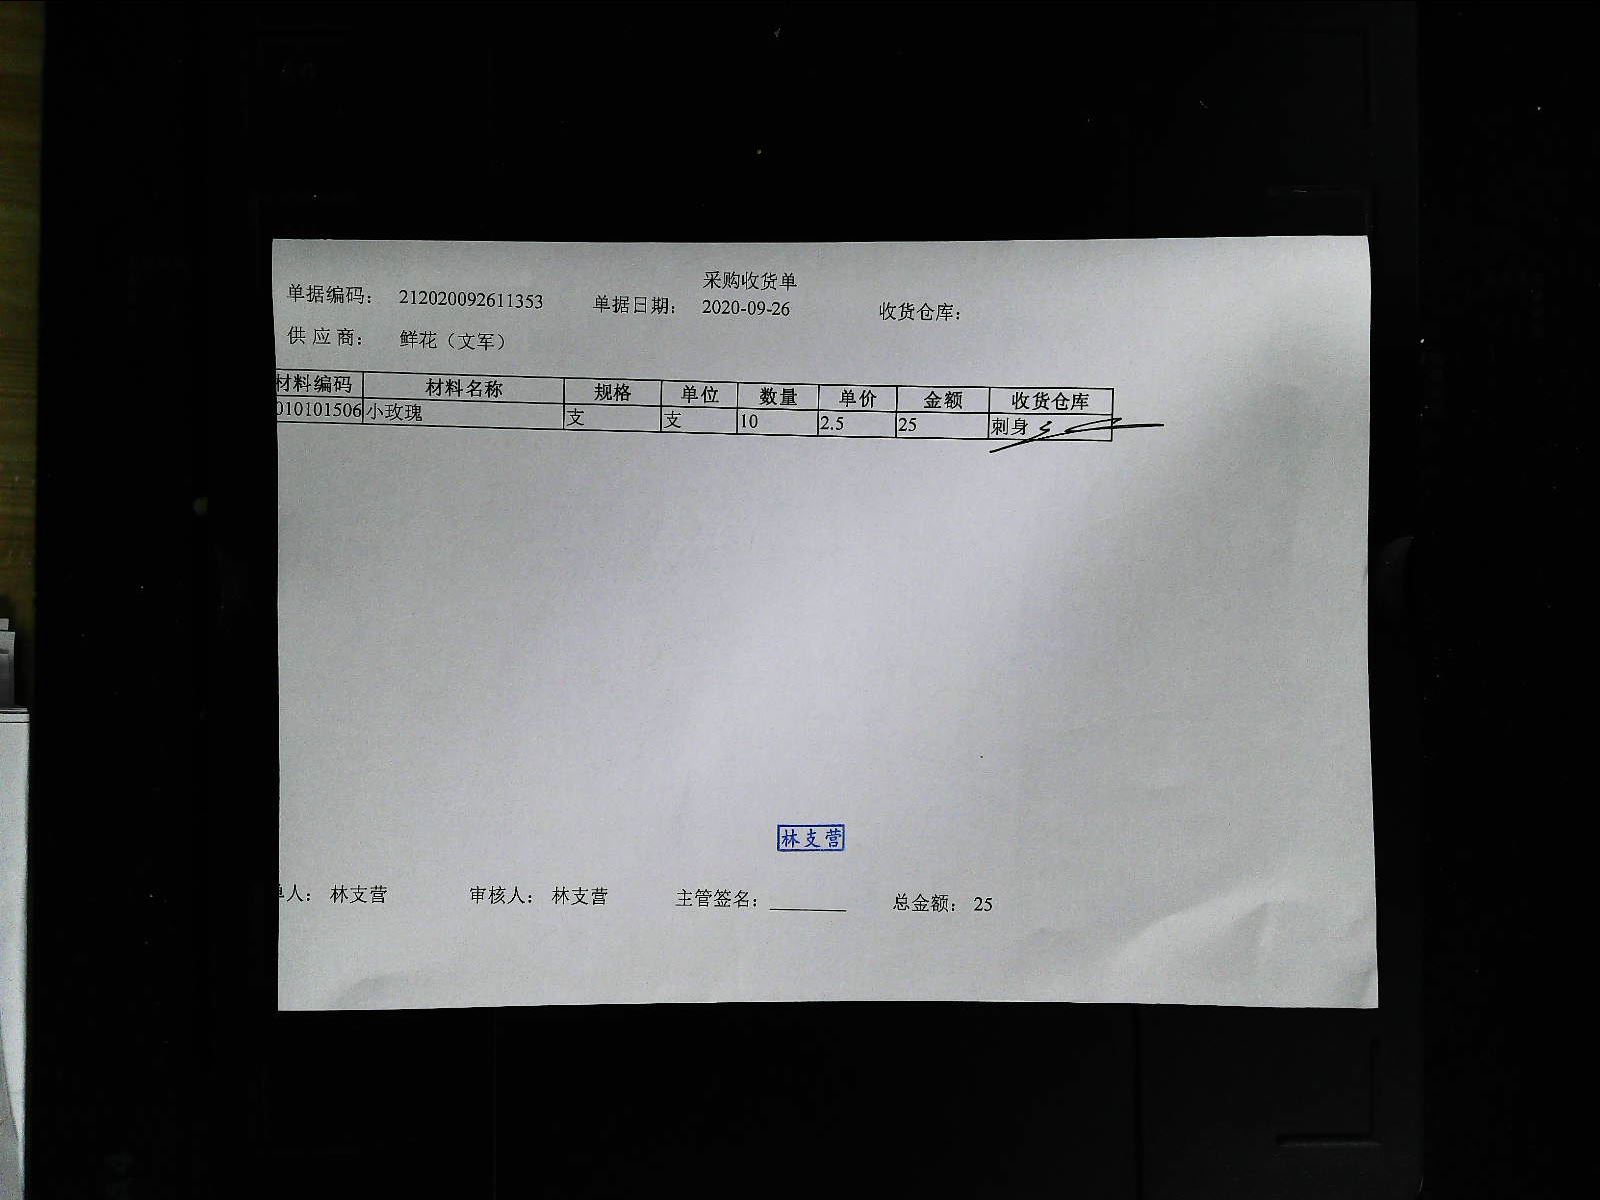 采购收货单
单据编码： 212020092611353 单据日期： 2020-09-26 收货仓库：
供 应 商： 鲜花（文军）
材料编码 材料名称 规格 单位 数量 单价 金额 收货仓库
010101506 小玫瑰 支 支 10 2.5 25 刺身
林支营
单人： 林支营 审核人： 林支营 主管签名： ________ 总金额： 25